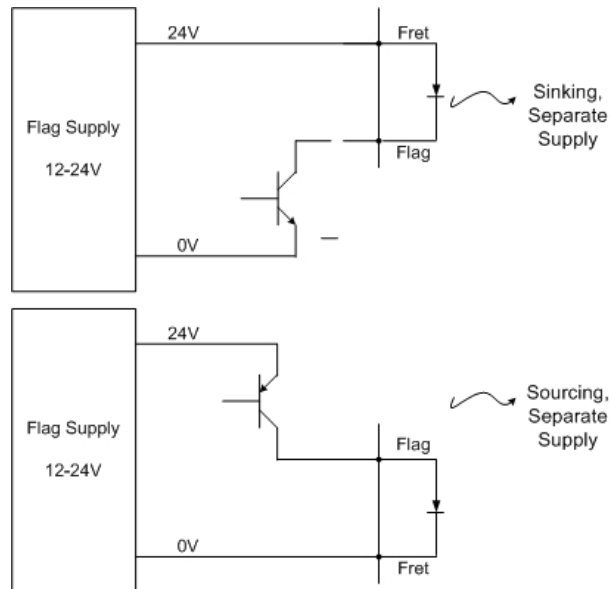 24V
Fret
Flag Supply
12-24V
Sinking,
Separate
Supply
Flag
0V
24V
Flag Supply
12-24V
Sourcing,
Separate
Supply
Flag
0V
Fret